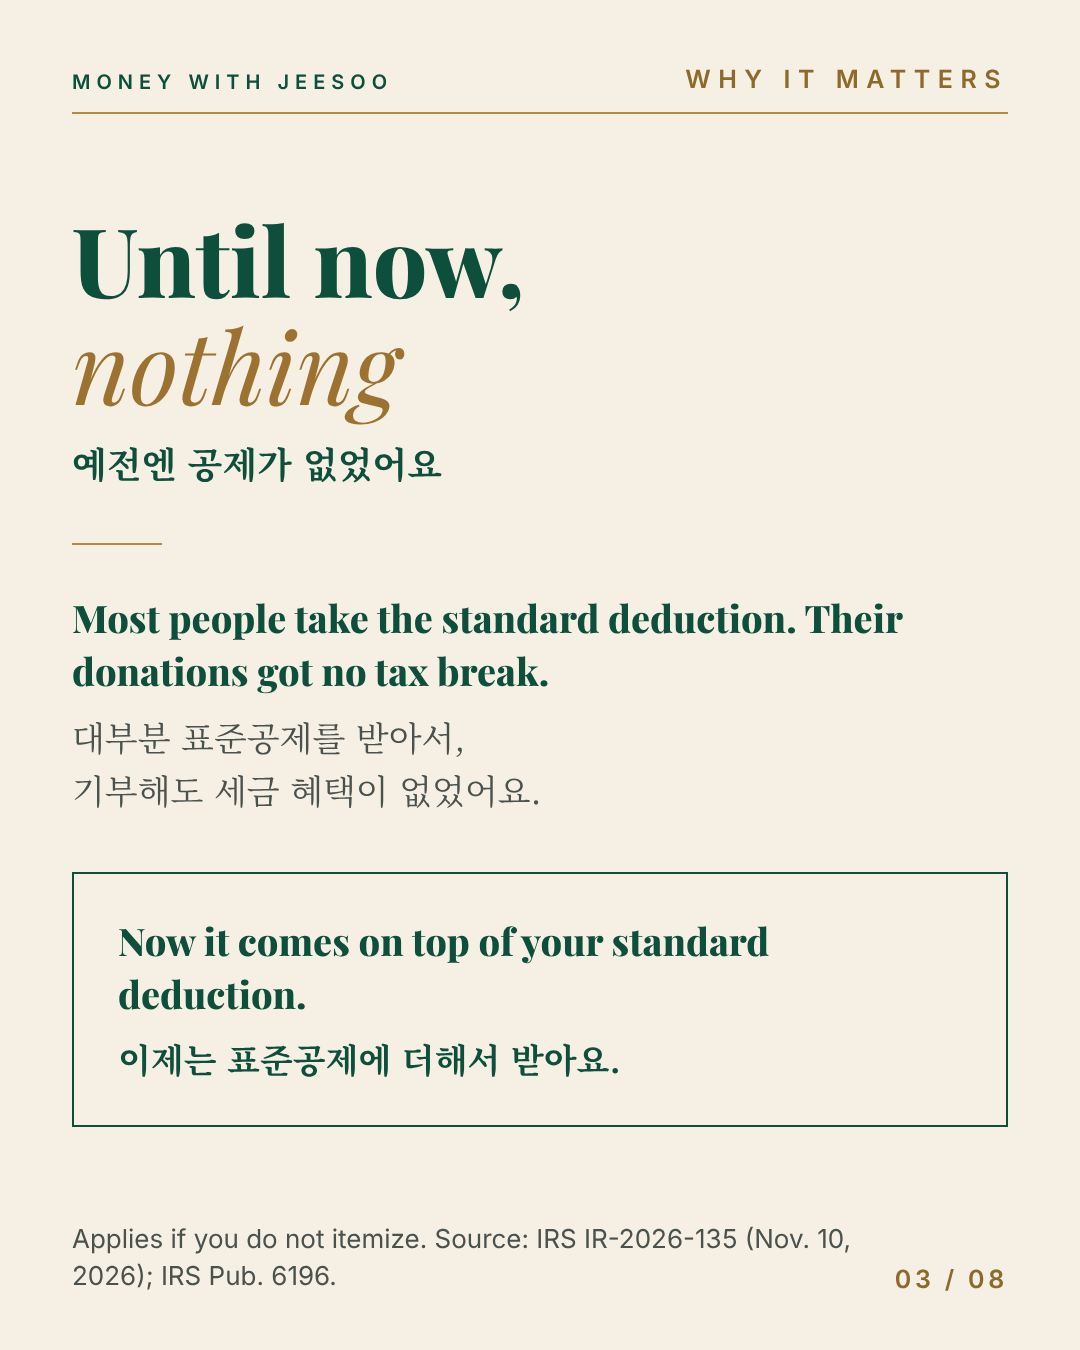 MONEY WITH JEESOO
WHY IT MATTERS
Until now,
nothing
예전엔 공제가 없었어요
Most people take the standard deduction. Their
donations got no tax break.
대부분 표준공제를 받아서,
기부해도 세금 혜택이 없었어요.
Now it comes on top of your standard
deduction.
이제는 표준공제에 더해서 받아요.
Applies if you do not itemize. Source: IRS IR-2026-135 (Nov. 10,
2026); IRS Pub. 6196.
03 / 08